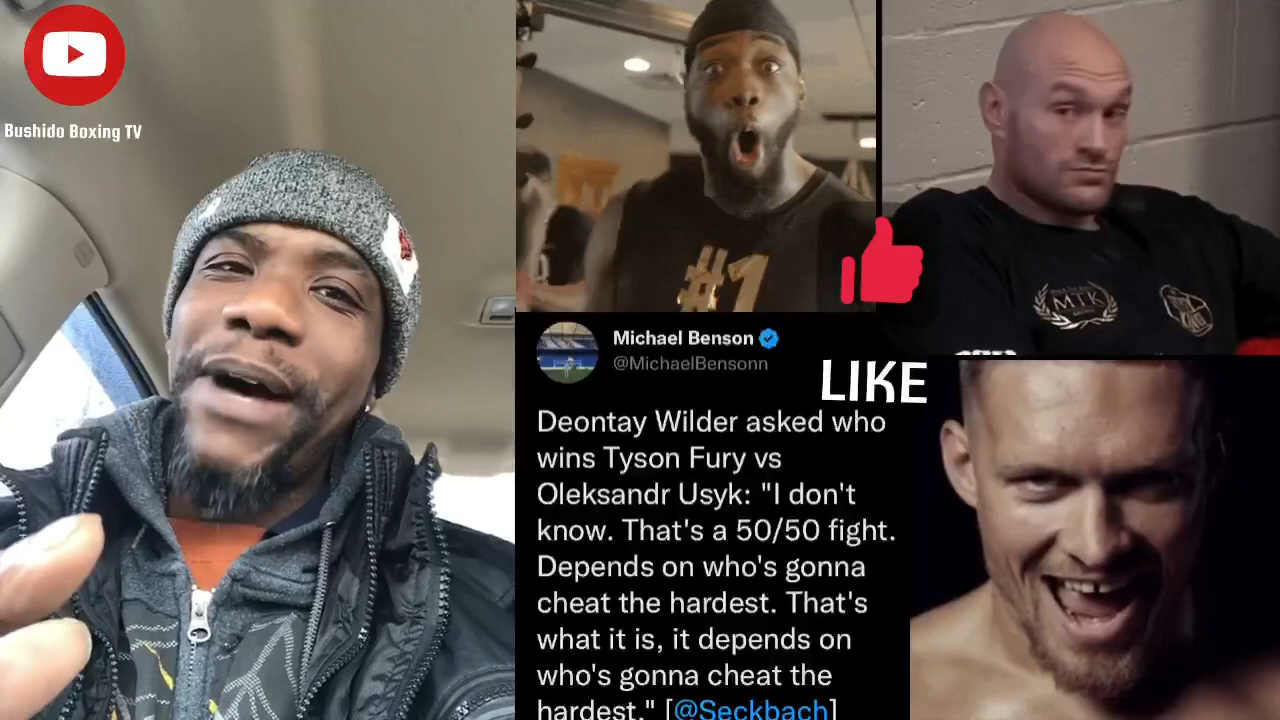 Bushido Boxing TV
#1
MTK
LIKE
Michael Benson
@MichaelBensonn
Deontay Wilder asked who
wins Tyson Fury vs
Oleksandr Usyk: "I don't
know. That's a 50/50 fight.
Depends on who's gonna
cheat the hardest. That's
what it is, it depends on
who's gonna cheat the
hardest." [@Seckbach]